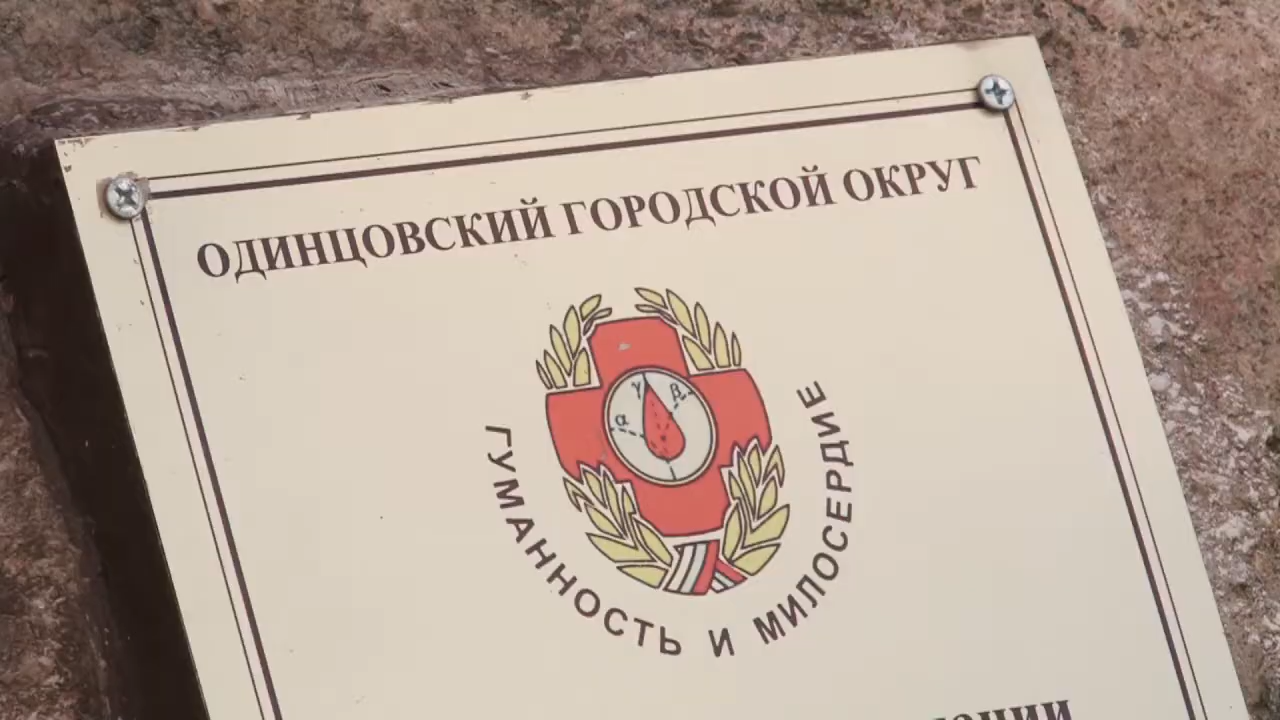 ОДИНЦОВСКИЙ ГОРОДСКОЙ ОКРУГ
γ β
α
ГУМАННОСТЬ И МИЛОСЕРДИЕ